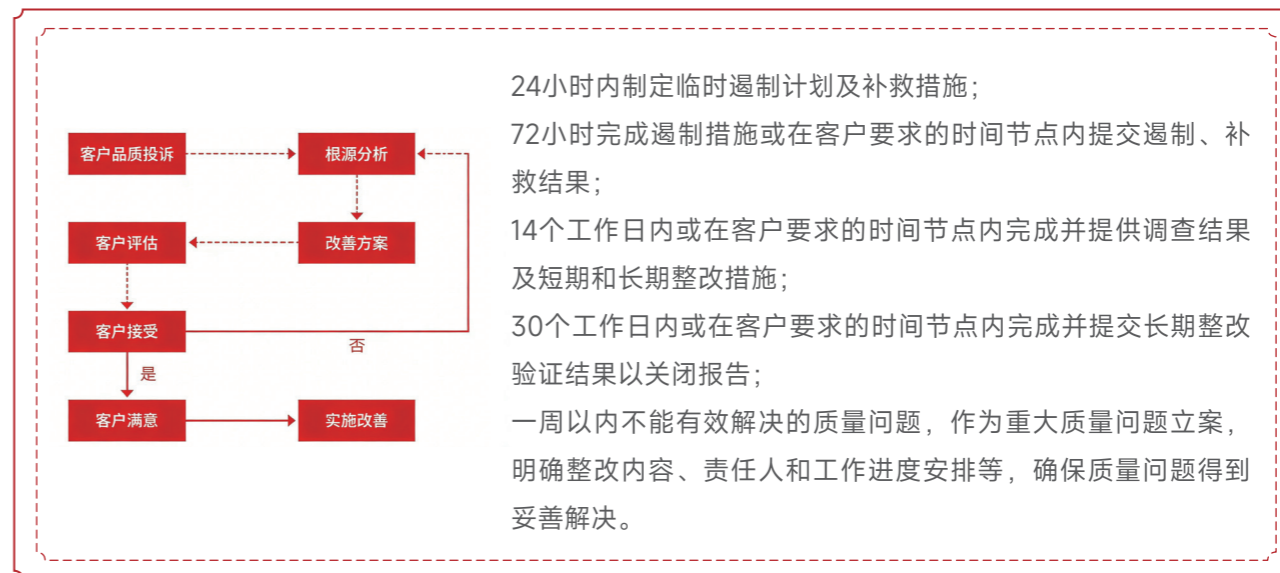 客户品质投诉
根源分析
客户评估
改善方案
客户接受
否
是
客户满意
实施改善
24小时内制定临时遏制计划及补救措施；
72小时完成遏制措施或在客户要求的时间节点内提交遏制、补
救结果；
14个工作日内或在客户要求的时间节点内完成并提供调查结果
及短期和长期整改措施；
30个工作日内或在客户要求的时间节点内完成并提交长期整改
验证结果以关闭报告；
一周以内不能有效解决的质量问题，作为重大质量问题立案，
明确整改内容、责任人和工作进度安排等，确保质量问题得到
妥善解决。